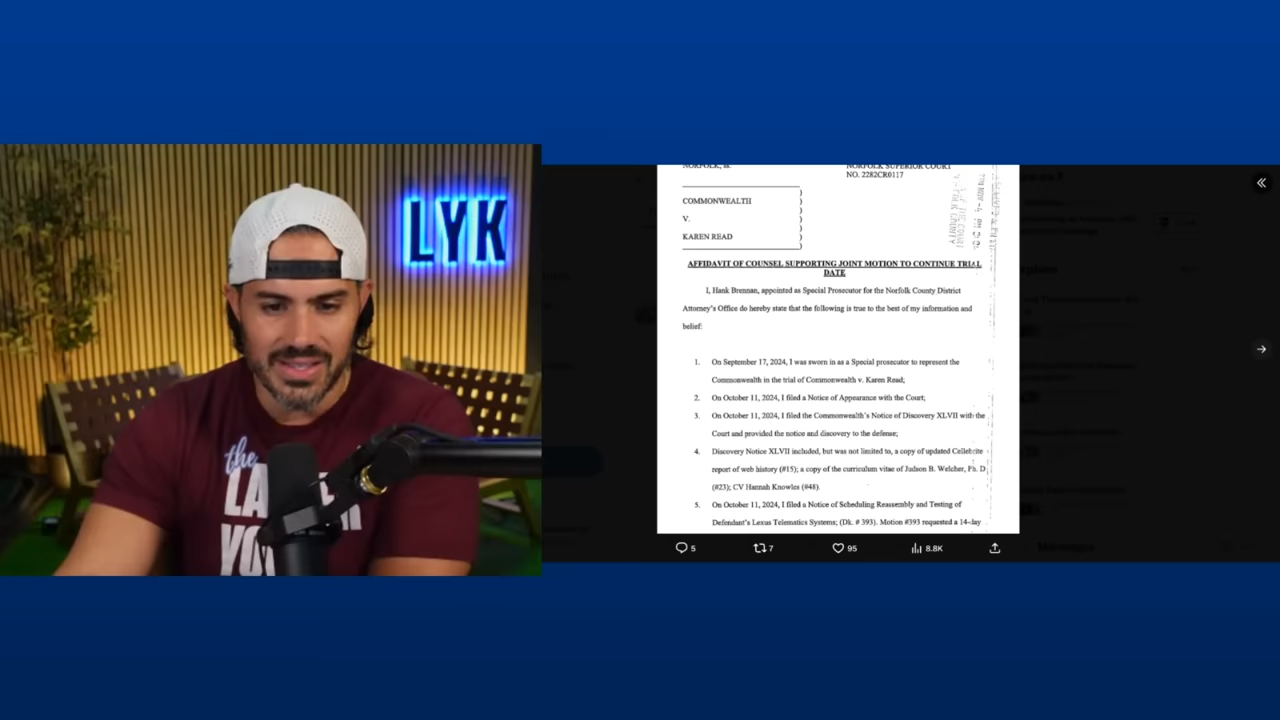 LYK
the
LA
YO
NORFOLK, ss.
NORFOLK SUPERIOR COURT
NO. 2282CR0117
COMMONWEALTH
V.
KAREN READ
AFFIDAVIT OF COUNSEL SUPPORTING JOINT MOTION TO CONTINUE TRIAL
DATE
I, Hank Brennan, appointed as Special Prosecutor for the Norfolk County District
Attorney's Office do hereby state that the following is true to the best of my information and
belief:
1. On September 17, 2024, I was sworn in as a Special prosecutor to represent the
Commonwealth in the trial of Commonwealth v. Karen Read;
2. On October 11, 2024, I filed a Notice of Appearance with the Court;
3. On October 11, 2024, I filed the Commonwealth's Notice of Discovery XLVII with the
Court and provided the notice and discovery to the defense;
4. Discovery Notice XLVII included, but was not limited to, a copy of updated Cellebrite
report of web history (#15); a copy of the curriculum vitae of Judson B. Welcher, Ph. D
(#23); CV Hannah Knowles (#48).
5. On October 11, 2024, I filed a Notice of Scheduling Reassembly and Testing of
Defendant's Lexus Telematics Systems; (Dk. # 393). Motion #393 requested a 14-day
5
7
95
8.8K